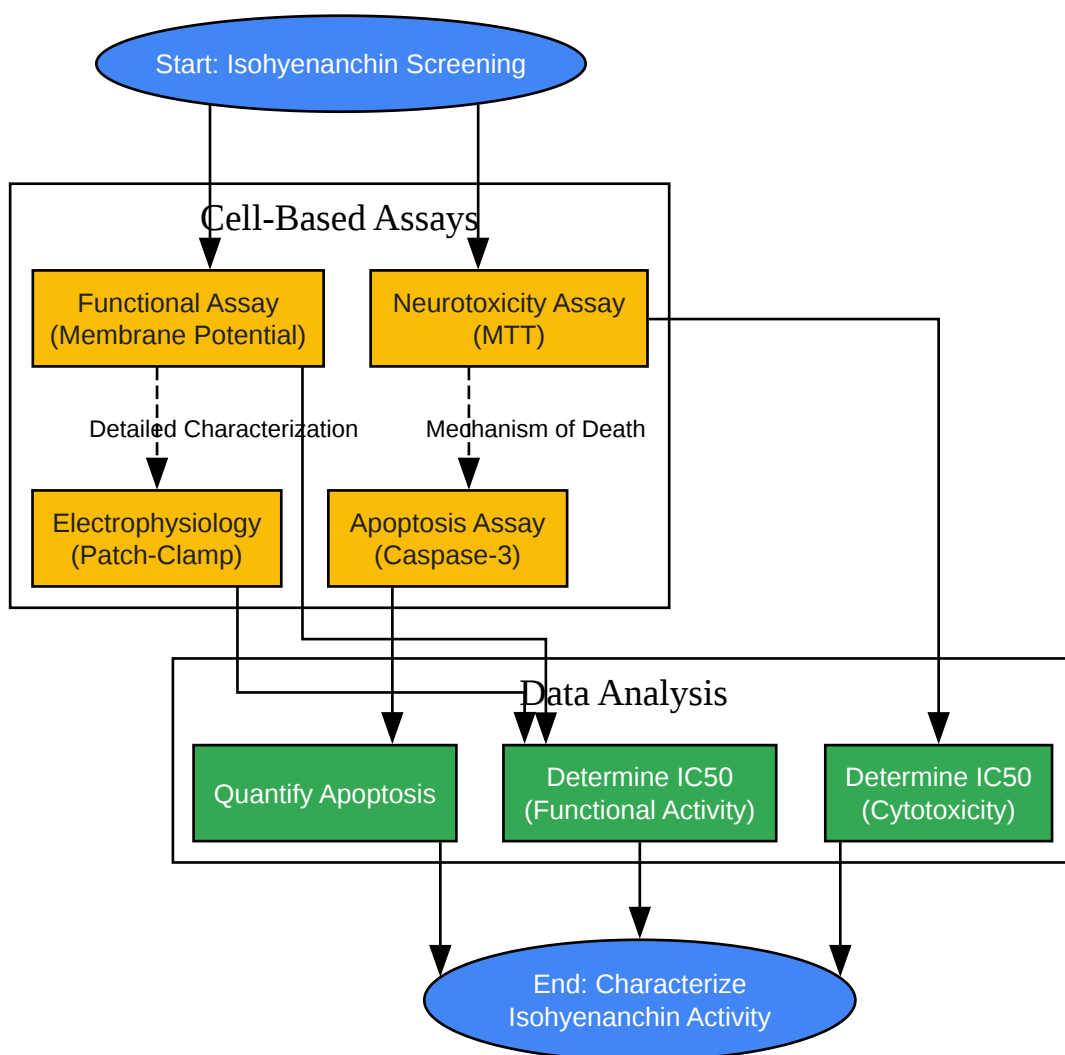 Start: Isohyenanchin Screening
Cell-Based Assays
Functional Assay
(Membrane Potential)
Neurotoxicity Assay
(MTT)
Detailed Characterization
Mechanism of Death
Electrophysiology
(Patch-Clamp)
Apoptosis Assay
(Caspase-3)
Data Analysis
Quantify Apoptosis
Determine IC50
(Functional Activity)
Determine IC50
(Cytotoxicity)
End: Characterize
Isohyenanchin Activity